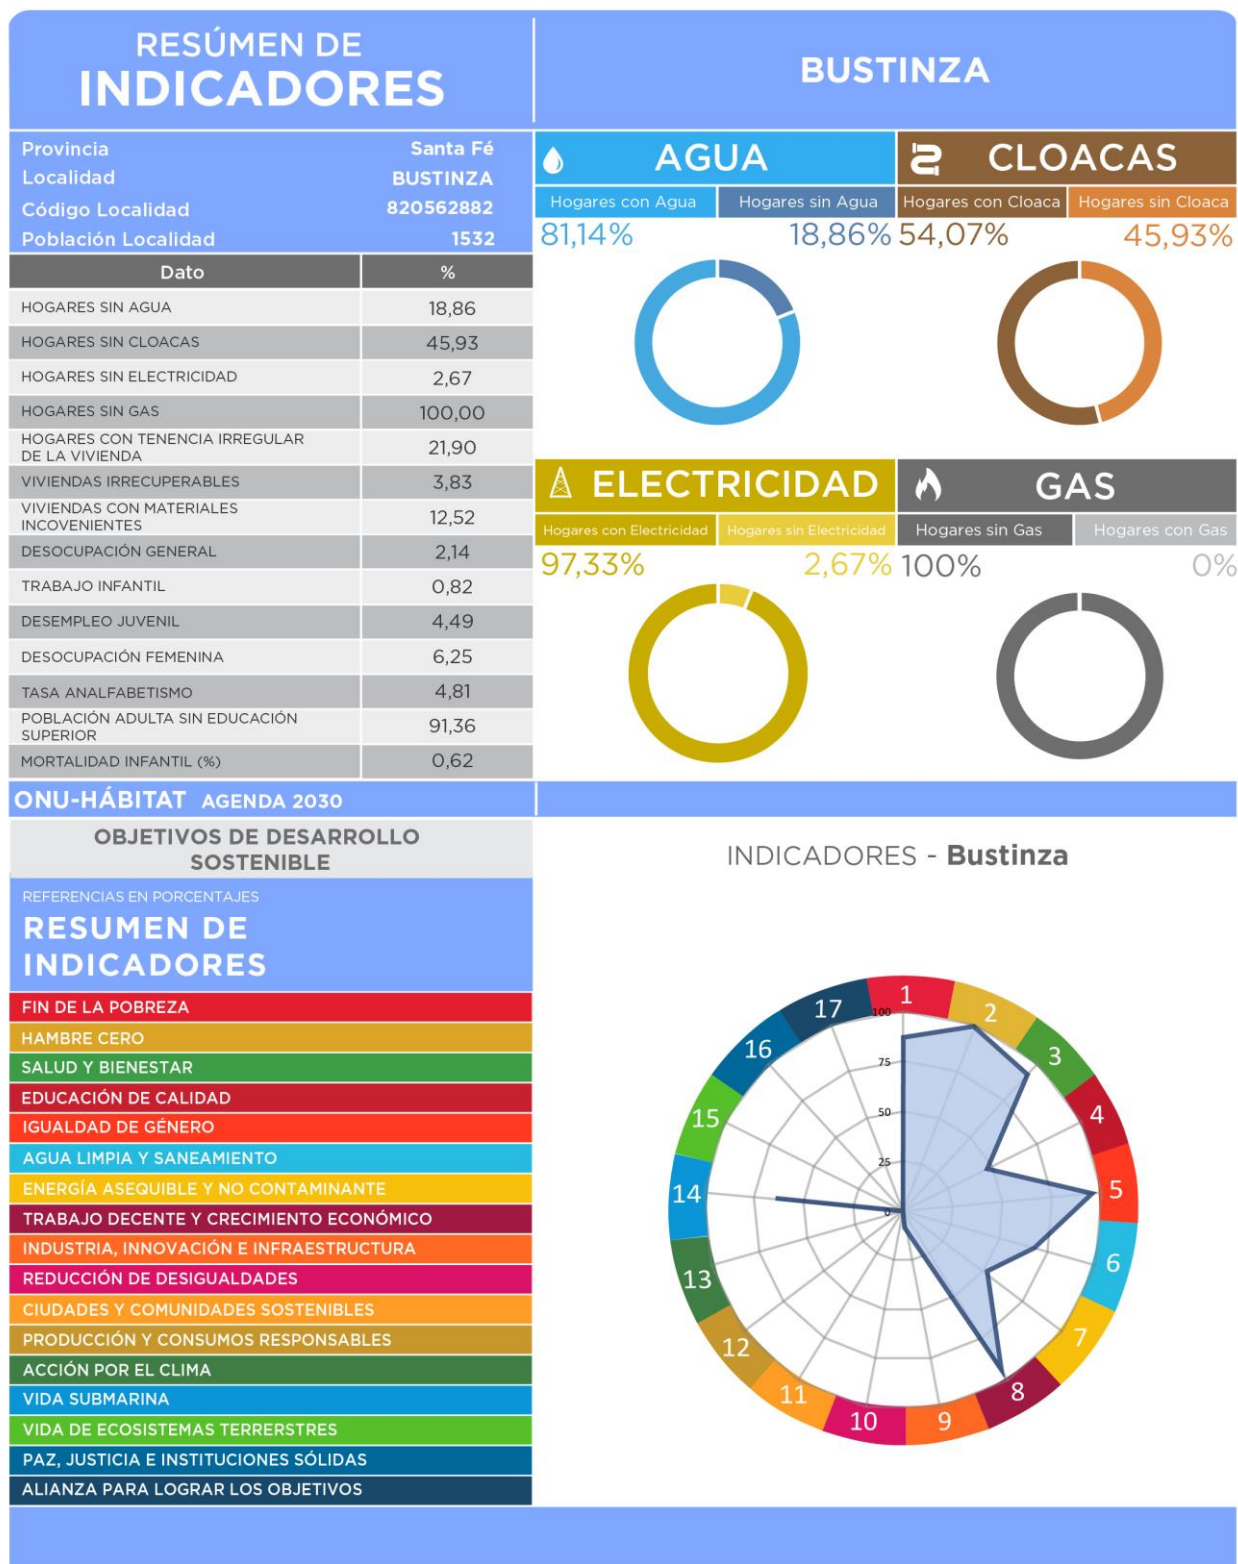 RESÚMEN DE
INDICADORES
BUSTINZA
Provincia Santa Fé
Localidad BUSTINZA
Código Localidad 820562882
Población Localidad 1532
Dato %
HOGARES SIN AGUA 18,86
HOGARES SIN CLOACAS 45,93
HOGARES SIN ELECTRICIDAD 2,67
HOGARES SIN GAS 100,00
HOGARES CON TENENCIA IRREGULAR
DE LA VIVIENDA 21,90
VIVIENDAS IRRECUPERABLES 3,83
VIVIENDAS CON MATERIALES
INCOVENIENTES 12,52
DESOCUPACIÓN GENERAL 2,14
TRABAJO INFANTIL 0,82
DESEMPLEO JUVENIL 4,49
DESOCUPACIÓN FEMENINA 6,25
TASA ANALFABETISMO 4,81
POBLACIÓN ADULTA SIN EDUCACIÓN
SUPERIOR 91,36
MORTALIDAD INFANTIL (%) 0,62
AGUA
Hogares con Agua Hogares sin Agua
81,14% 18,86%
CLOACAS
Hogares con Cloaca Hogares sin Cloaca
54,07% 45,93%
ELECTRICIDAD
Hogares con Electricidad Hogares sin Electricidad
97,33% 2,67%
GAS
Hogares sin Gas Hogares con Gas
100% 0%
ONU-HÁBITAT AGENDA 2030
OBJETIVOS DE DESARROLLO
SOSTENIBLE
REFERENCIAS EN PORCENTAJES
RESUMEN DE
INDICADORES
FIN DE LA POBREZA
HAMBRE CERO
SALUD Y BIENESTAR
EDUCACIÓN DE CALIDAD
IGUALDAD DE GÉNERO
AGUA LIMPIA Y SANEAMIENTO
ENERGÍA ASEQUIBLE Y NO CONTAMINANTE
TRABAJO DECENTE Y CRECIMIENTO ECONÓMICO
INDUSTRIA, INNOVACIÓN E INFRAESTRUCTURA
REDUCCIÓN DE DESIGUALDADES
CIUDADES Y COMUNIDADES SOSTENIBLES
PRODUCCIÓN Y CONSUMOS RESPONSABLES
ACCIÓN POR EL CLIMA
VIDA SUBMARINA
VIDA DE ECOSISTEMAS TERRERSTRES
PAZ, JUSTICIA E INSTITUCIONES SÓLIDAS
ALIANZA PARA LOGRAR LOS OBJETIVOS
INDICADORES - Bustinza
1
2
3
4
5
6
7
8
9
10
11
12
13
14
15
16
17
100
75
50
25
0